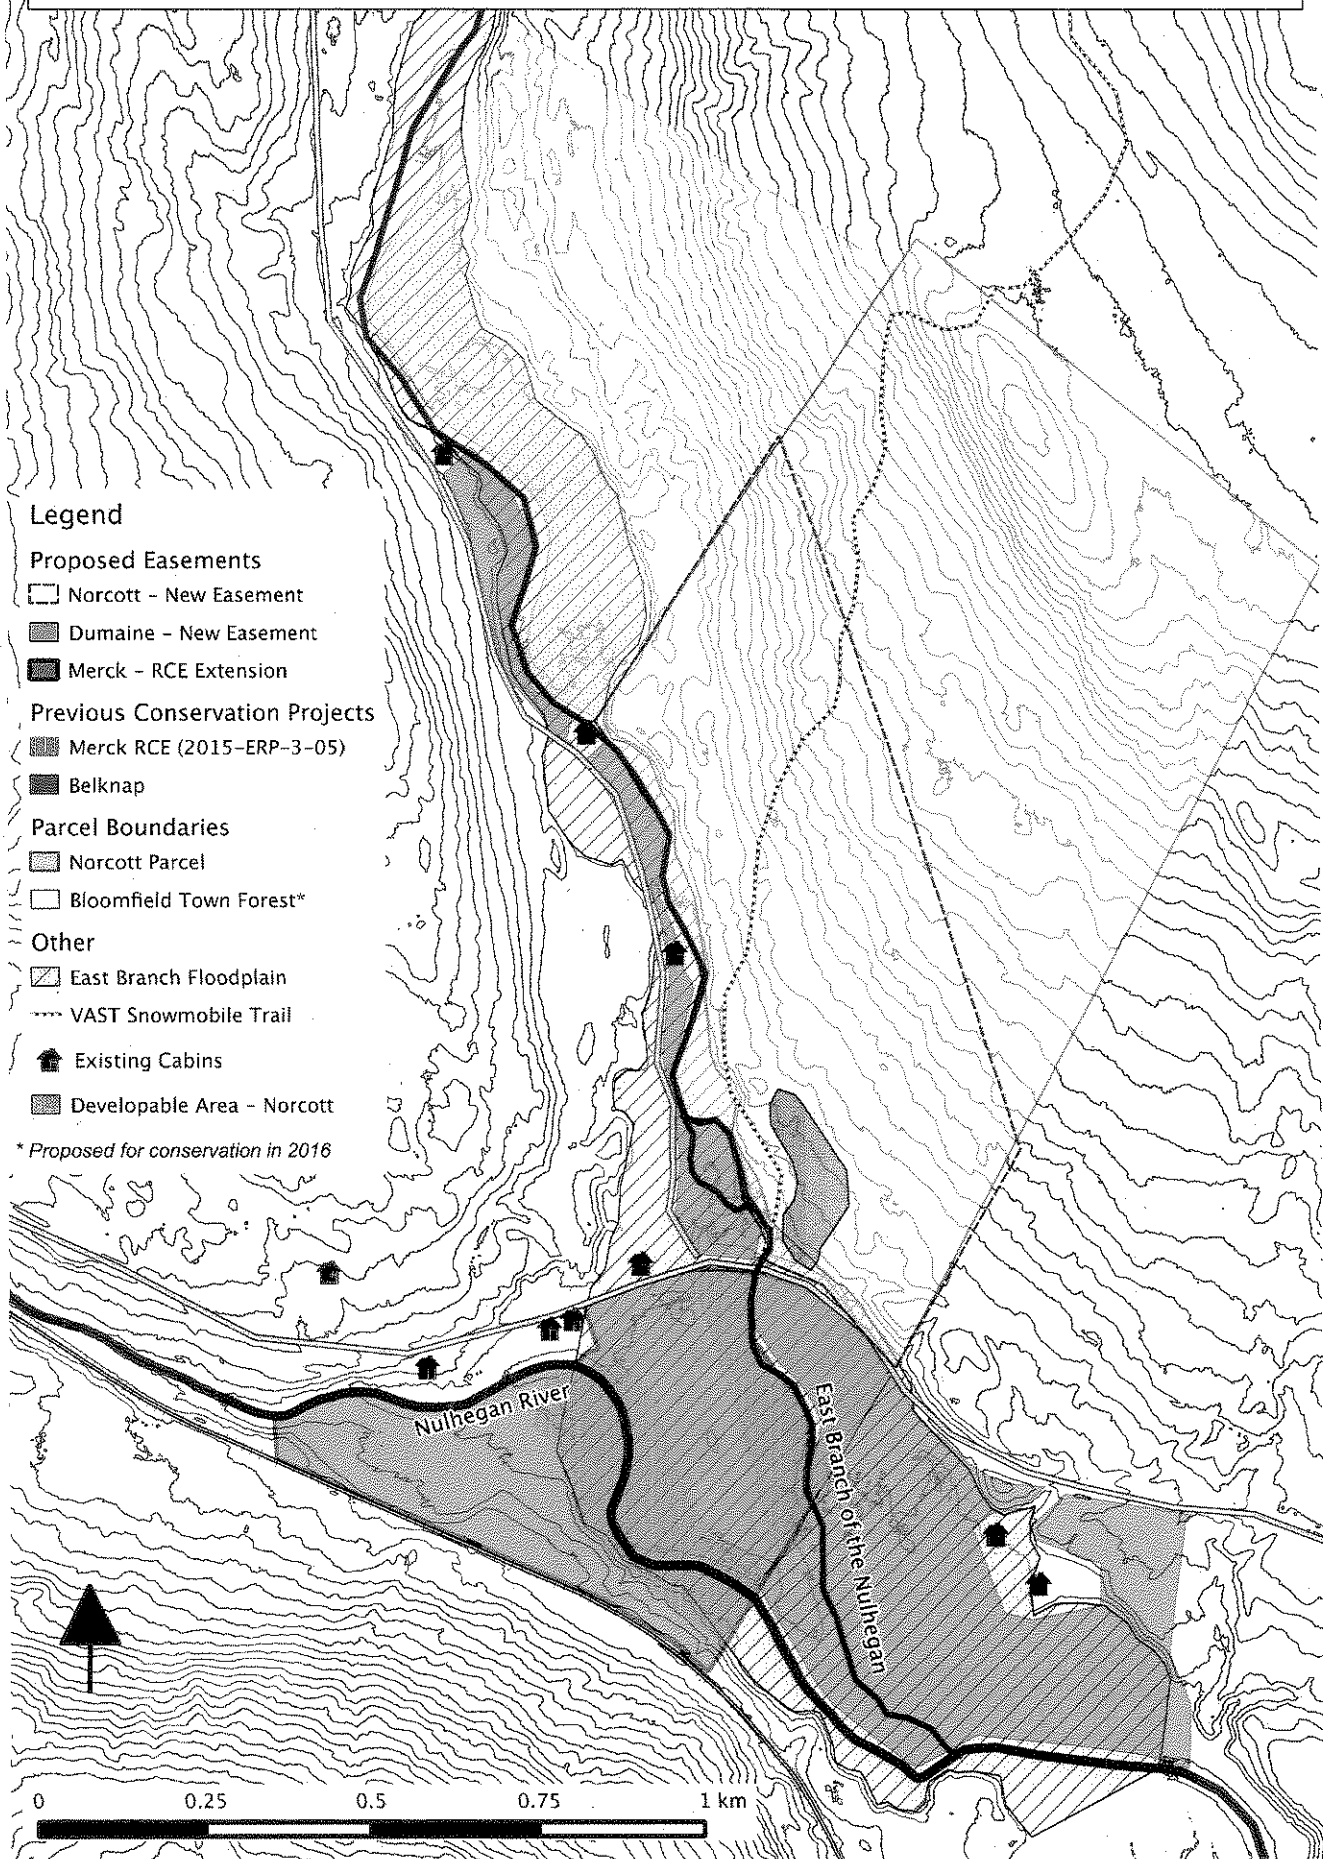 Legend
Proposed Easements
Norcott - New Easement
Dumaine - New Easement
Merck - RCE Extension
Previous Conservation Projects
Merck RCE (2015-ERP-3-05)
Belknap
Parcel Boundaries
Norcott Parcel
Bloomfield Town Forest*
Other
East Branch Floodplain
VAST Snowmobile Trail
Existing Cabins
Developable Area - Norcott
* Proposed for conservation in 2016
Nulhegan River
East Branch of the Nulhegan
0 0.25 0.5 0.75 1 km